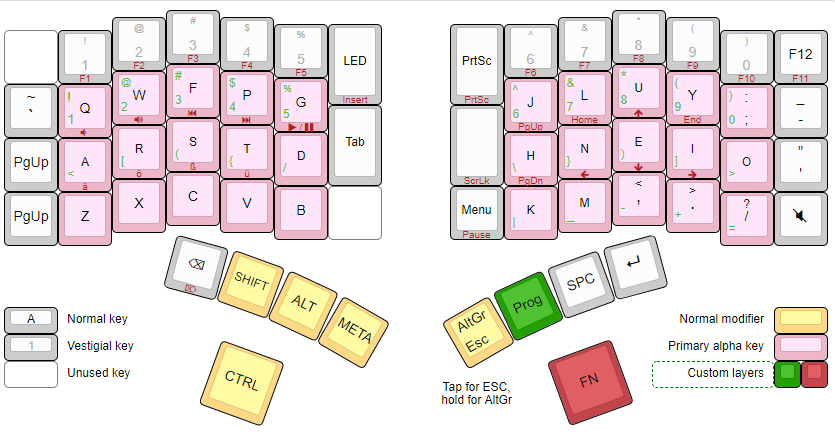 ! 1 F1
@ 2 F2
# 3 F3
$ 4 F4
% 5 F5
LED Insert
PrtSc PrtSc
^ 6 F6
& 7 F7
* 8 F8
( 9 F9
) 0 F10
F12 F11
~ `
! Q 1
@ W 2
# F 3
$ P 4
% G 5
^ J 6 PgUp
& L 7 Home
* U 8
( Y 9 End
) : 0 ;
_ -
PgUp
A < ä
R [ ö
S ( ß
T { ü
D /
Tab
ScrLk
H \ PgDn
N }
E )
I ]
O >
" '
PgUp
Z
X
C
V
B
Menu Pause
K |
M _
< , -
> . +
? / =
SHIFT
ALT
META
CTRL
AltGr
Esc
Prog
SPC
FN
A Normal key
1 Vestigial key
Unused key
Tap for ESC,
hold for AltGr
Normal modifier
Primary alpha key
Custom layers